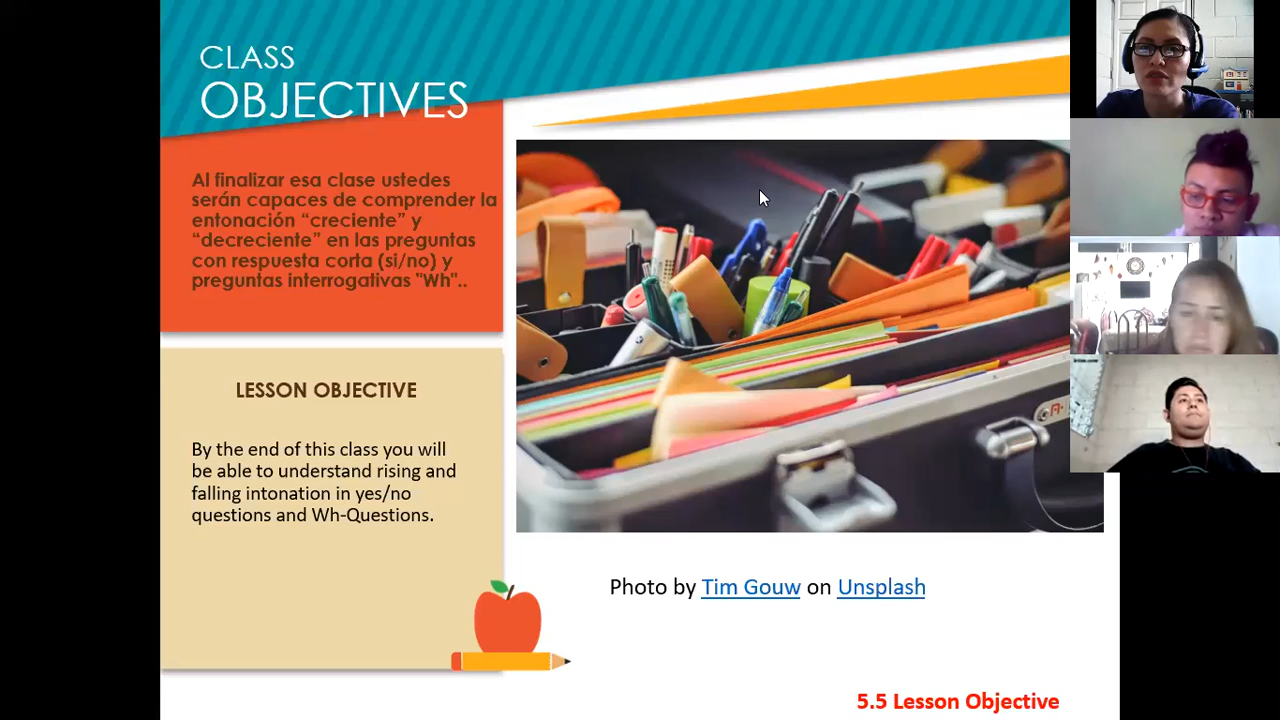 CLASS
OBJECTIVES
Al finalizar esa clase ustedes
serán capaces de comprender la
entonación “creciente” y
“decreciente” en las preguntas
con respuesta corta (si/no) y
preguntas interrogativas "Wh"..
LESSON OBJECTIVE
By the end of this class you will
be able to understand rising and
falling intonation in yes/no
questions and Wh-Questions.
Photo by Tim Gouw on Unsplash
5.5 Lesson Objective